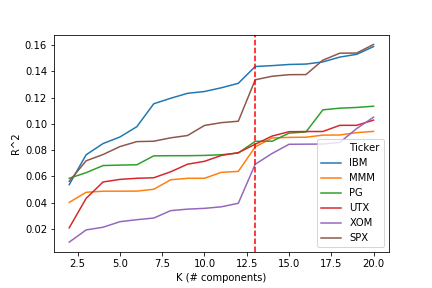 0.16
0.14
0.12
0.10
0.08
0.06
0.04
0.02
R^2
Ticker
IBM
MMM
PG
UTX
XOM
SPX
2.5 5.0 7.5 10.0 12.5 15.0 17.5 20.0
K (# components)